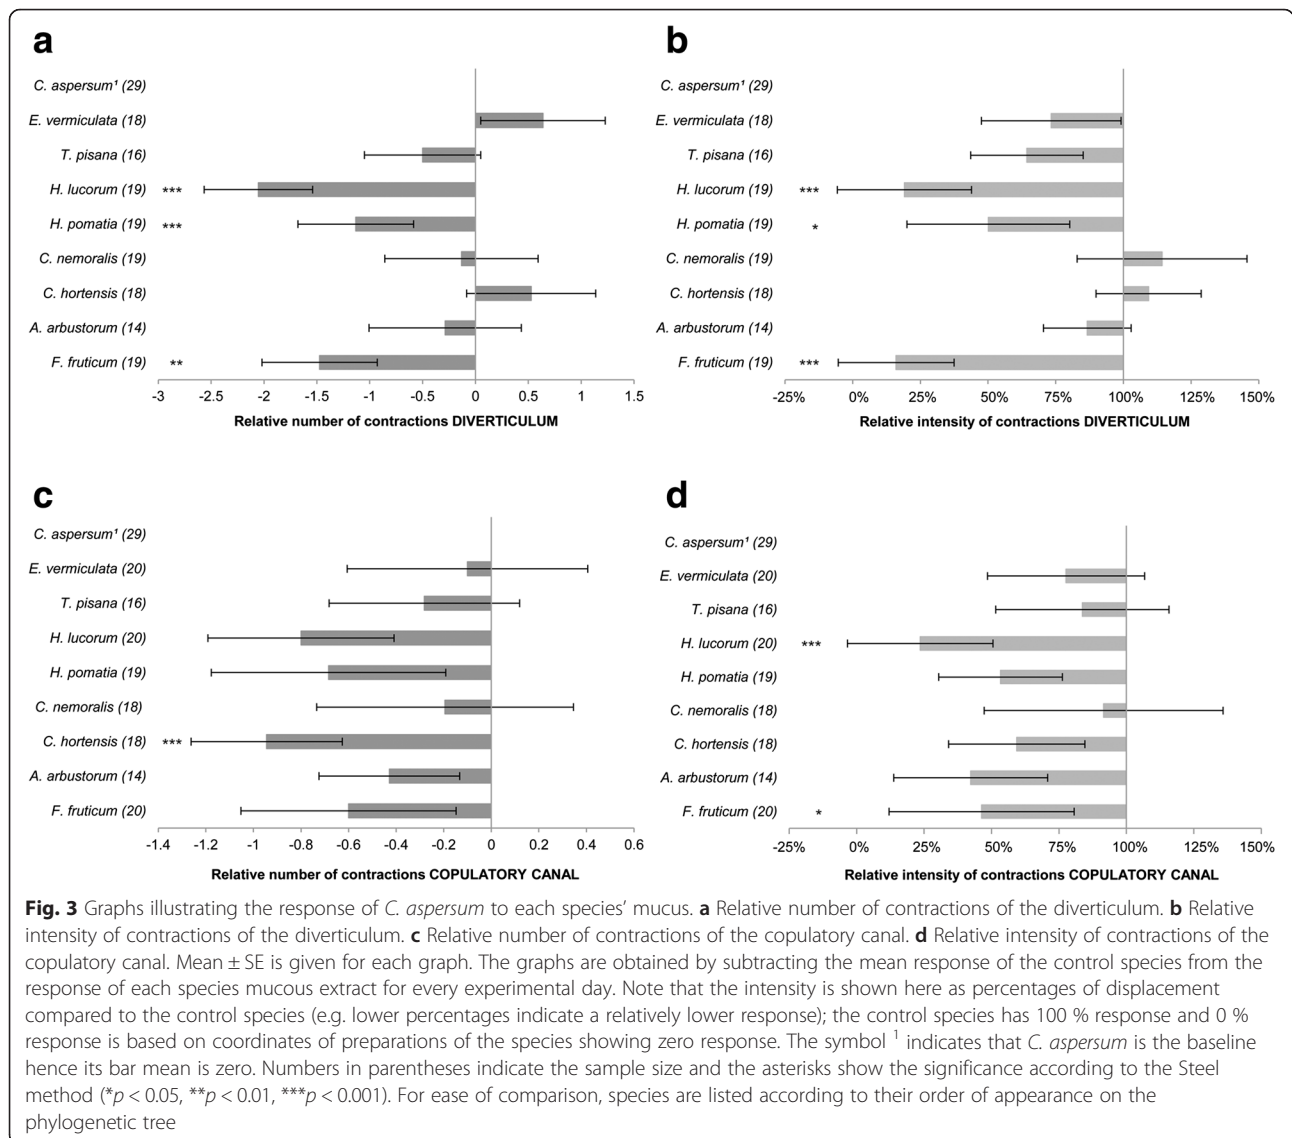 a
C. aspersum¹ (29)
E. vermiculata (18)
T. pisana (16)
H. lucorum (19) ***
H. pomatia (19) ***
C. nemoralis (19)
C. hortensis (18)
A. arbustorum (14)
F. fruticum (19) **
-3 -2.5 -2 -1.5 -1 -0.5 0 0.5 1 1.5
Relative number of contractions DIVERTICULUM
b
C. aspersum¹ (29)
E. vermiculata (18)
T. pisana (16)
H. lucorum (19) ***
H. pomatia (19) *
C. nemoralis (19)
C. hortensis (18)
A. arbustorum (14)
F. fruticum (19) ***
-25% 0% 25% 50% 75% 100% 125% 150%
Relative intensity of contractions DIVERTICULUM
c
C. aspersum¹ (29)
E. vermiculata (20)
T. pisana (16)
H. lucorum (20)
H. pomatia (19)
C. nemoralis (18)
C. hortensis (18) ***
A. arbustorum (14)
F. fruticum (20)
-1.4 -1.2 -1 -0.8 -0.6 -0.4 -0.2 0 0.2 0.4 0.6
Relative number of contractions COPULATORY CANAL
d
C. aspersum¹ (29)
E. vermiculata (20)
T. pisana (16)
H. lucorum (20) ***
H. pomatia (19)
C. nemoralis (18)
C. hortensis (18)
A. arbustorum (14)
F. fruticum (20) *
-25% 0% 25% 50% 75% 100% 125% 150%
Relative intensity of contractions COPULATORY CANAL
Fig. 3 Graphs illustrating the response of C. aspersum to each species’ mucus. a Relative number of contractions of the diverticulum. b Relative
intensity of contractions of the diverticulum. c Relative number of contractions of the copulatory canal. d Relative intensity of contractions of the
copulatory canal. Mean ± SE is given for each graph. The graphs are obtained by subtracting the mean response of the control species from the
response of each species mucous extract for every experimental day. Note that the intensity is shown here as percentages of displacement
compared to the control species (e.g. lower percentages indicate a relatively lower response); the control species has 100 % response and 0 %
response is based on coordinates of preparations of the species showing zero response. The symbol ¹ indicates that C. aspersum is the baseline
hence its bar mean is zero. Numbers in parentheses indicate the sample size and the asterisks show the significance according to the Steel
method (*p < 0.05, **p < 0.01, ***p < 0.001). For ease of comparison, species are listed according to their order of appearance on the
phylogenetic tree